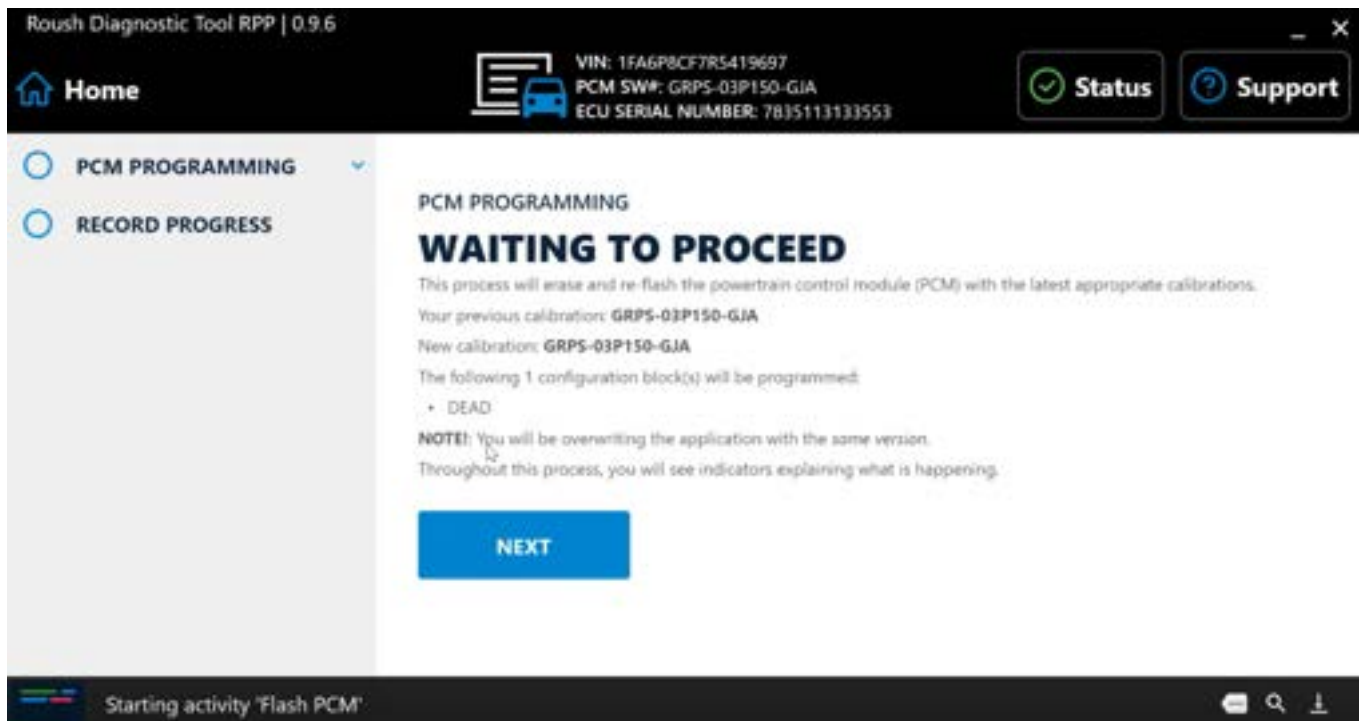 Roush Diagnostic Tool RPP | 0.9.6
Home
VIN: 1FA6P8CF7R5419697
PCM SW#: GRPS-03P150-GJA
ECU SERIAL NUMBER: 7835113133553
Status
Support
PCM PROGRAMMING
RECORD PROGRESS
PCM PROGRAMMING
WAITING TO PROCEED
This process will erase and re-flash the powertrain control module (PCM) with the latest appropriate calibrations.
Your previous calibration: GRPS-03P150-GJA
New calibration: GRPS-03P150-GJA
The following 1 configuration block(s) will be programmed:
• DEAD
NOTE!: You will be overwriting the application with the same version.
Throughout this process, you will see indicators explaining what is happening.
NEXT
Starting activity 'Flash PCM'